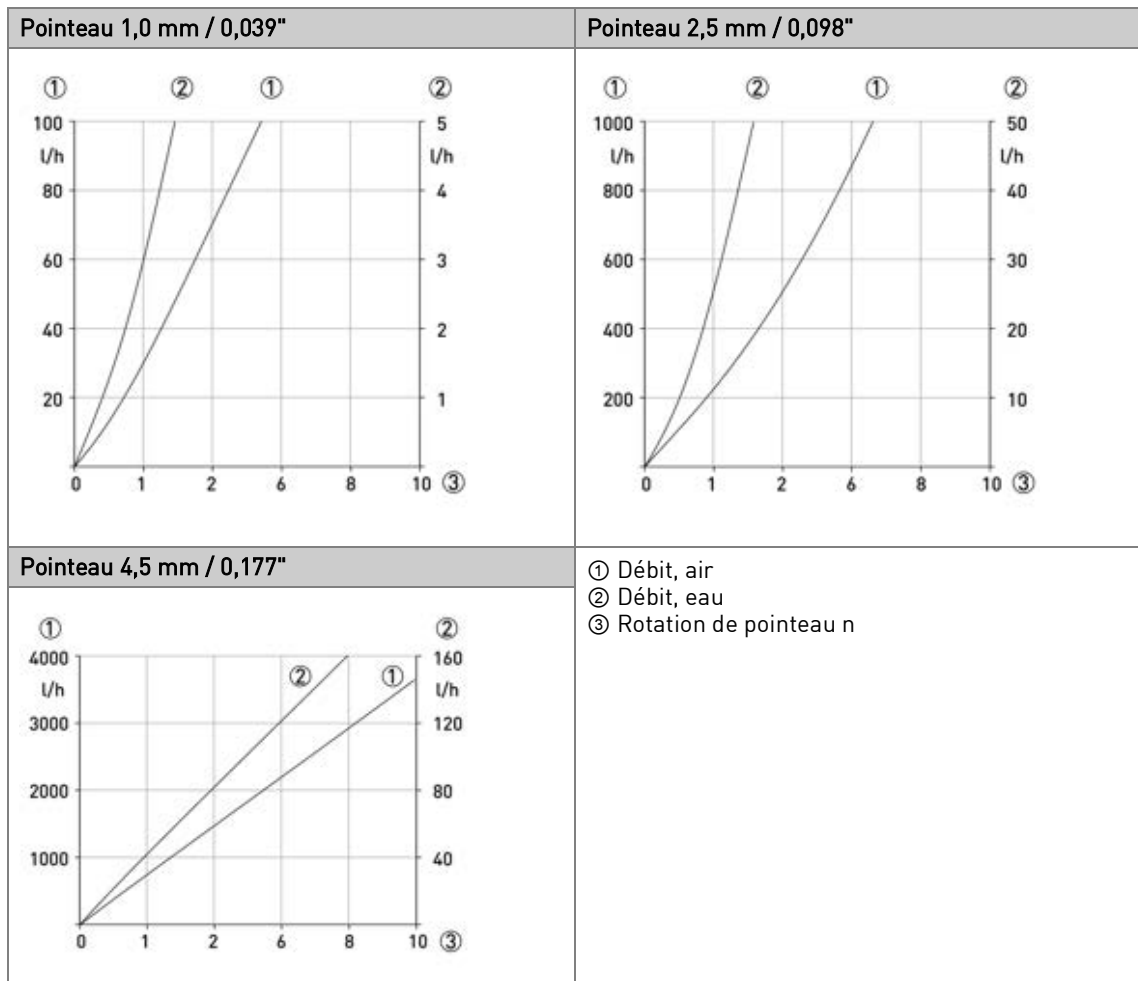 Pointeau 1,0 mm / 0,039"
Pointeau 2,5 mm / 0,098"
① ② ① ②
100 5
l/h l/h
80 4
60 3
40 2
20 1
0 1 2 6 8 10 ③
① ② ① ②
1000 50
l/h l/h
800 40
600 30
400 20
200 10
0 1 2 6 8 10 ③
Pointeau 4,5 mm / 0,177"
① ②
4000 160
l/h ② ① l/h
3000 120
2000 80
1000 40
0 1 2 6 8 10 ③
① Débit, air
② Débit, eau
③ Rotation de pointeau n